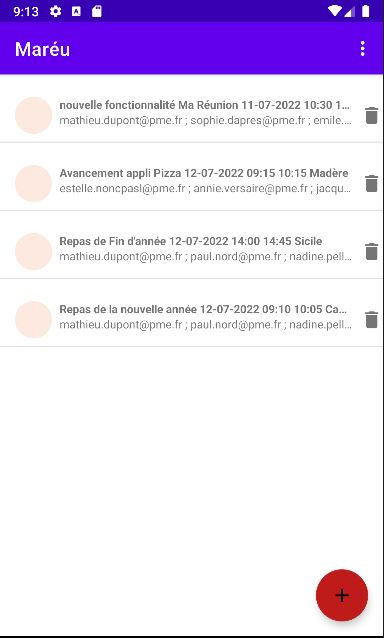 9:13
Maréu
nouvelle fonctionnalité Ma Réunion 11-07-2022 10:30 1...
mathieu.dupont@pme.fr ; sophie.dapres@pme.fr ; emile....
Avancement appli Pizza 12-07-2022 09:15 10:15 Madère
estelle.noncpasl@pme.fr ; annie.versaire@pme.fr ; jacqu...
Repas de Fin d'année 12-07-2022 14:00 14:45 Sicile
mathieu.dupont@pme.fr ; paul.nord@pme.fr ; nadine.pell...
Repas de la nouvelle année 12-07-2022 09:10 10:05 Ca...
mathieu.dupont@pme.fr ; paul.nord@pme.fr ; nadine.pell...